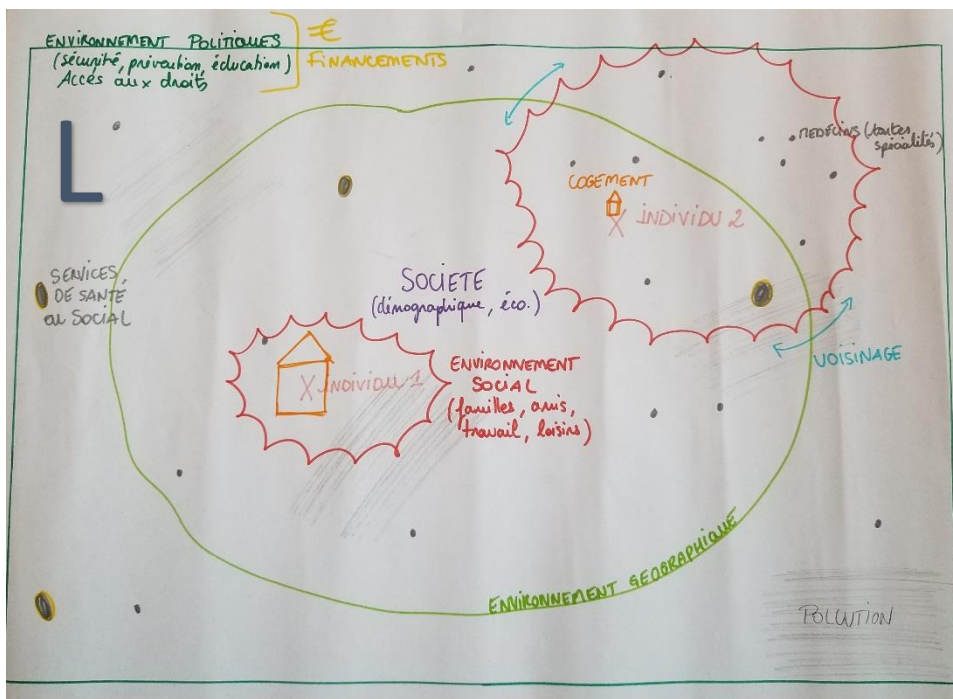 ENVIRONNEMENT POLITIQUES
(sécurité, prévention, éducation)
Accès aux droits
= €
FINANCEMENTS
L
MEDECINS (toutes
spécialités)
LOGEMENT
X INDIVIDU 2
SERVICES
DE SANTÉ
ou SOCIAL
SOCIETE
(démographique, éco.)
VOISINAGE
ENVIRONNEMENT
SOCIAL
(familles, amis,
travail, loisirs)
X INDIVIDU 1
ENVIRONNEMENT GEOGRAPHIQUE
POLLUTION